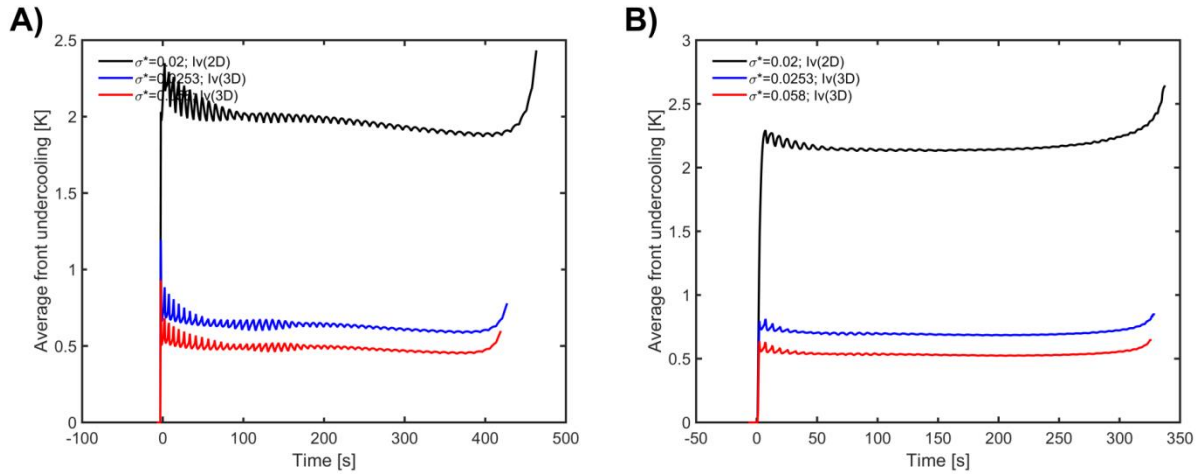 A)
B)
σ*=0.02; Iv(2D)
σ*=0.0253; Iv(3D)
Iv(3D)
2.5
2
1.5
1
0.5
0
Average front undercooling [K]
-100
0
100
200
300
400
500
Time [s]
σ*=0.02; Iv(2D)
σ*=0.0253; Iv(3D)
σ*=0.058; Iv(3D)
3
2.5
2
1.5
1
0.5
0
Average front undercooling [K]
-50
0
50
100
150
200
250
300
350
Time [s]